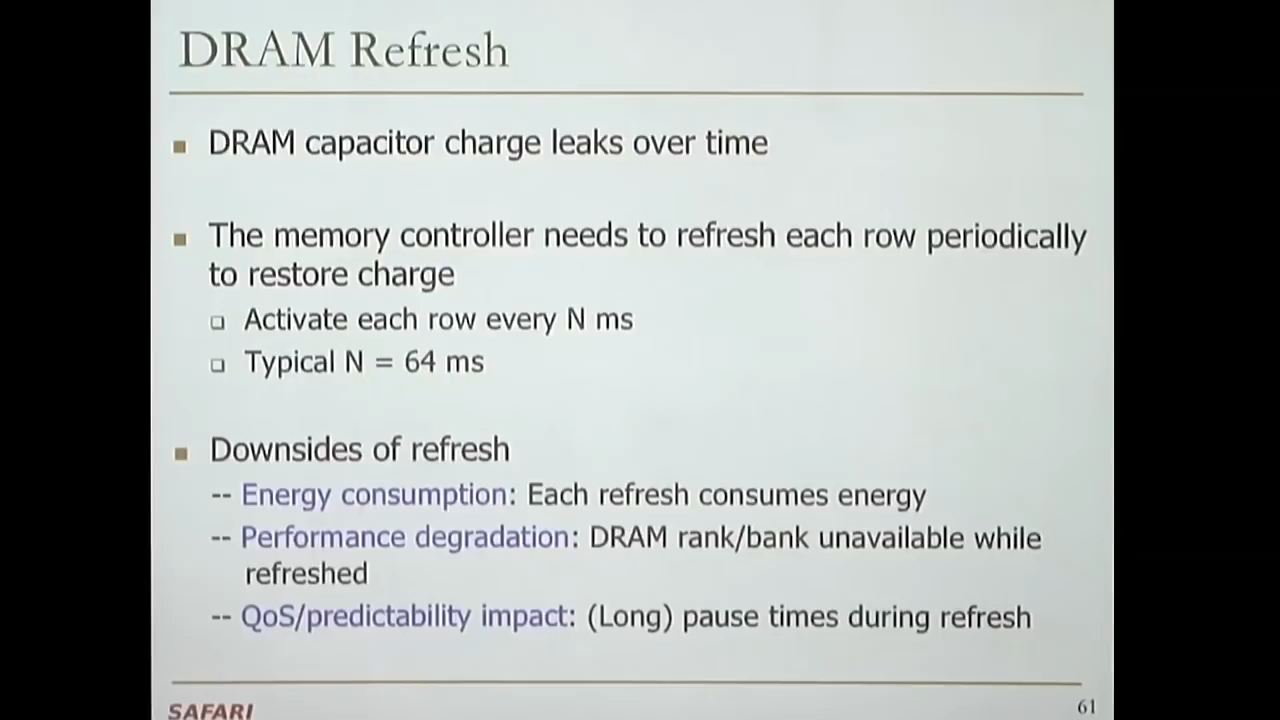 DRAM Refresh
DRAM capacitor charge leaks over time
The memory controller needs to refresh each row periodically
to restore charge
Activate each row every N ms
Typical N = 64 ms
Downsides of refresh
-- Energy consumption: Each refresh consumes energy
-- Performance degradation: DRAM rank/bank unavailable while
refreshed
-- QoS/predictability impact: (Long) pause times during refresh
SAFARI
61